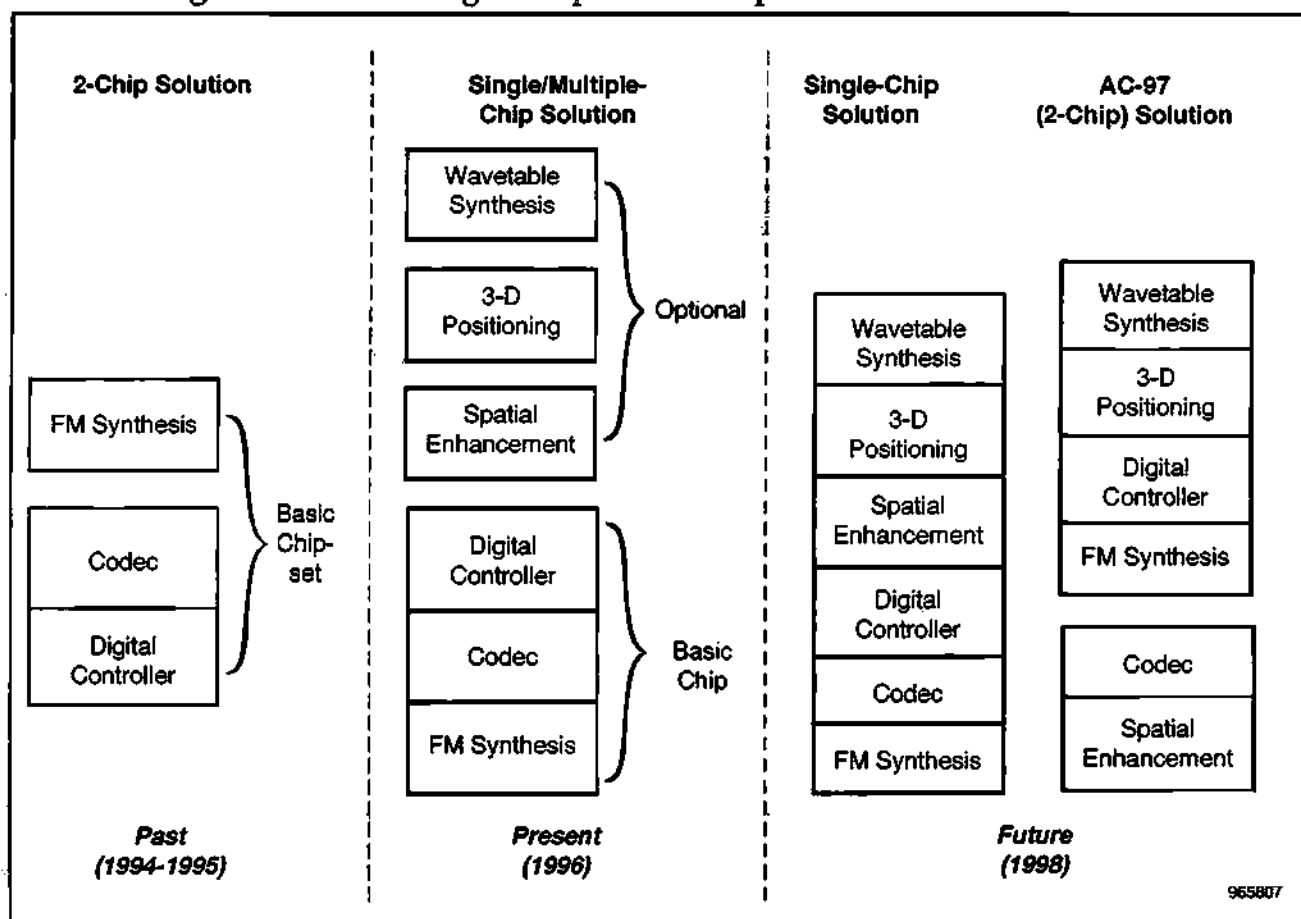 2-Chip Solution
FM Synthesis
Codec
Digital
Controller
Basic
Chip-
set
Past
(1994-1995)
Single/Multiple-
Chip Solution
Wavetable
Synthesis
3-D
Positioning
Spatial
Enhancement
Optional
Digital
Controller
Codec
FM Synthesis
Basic
Chip
Present
(1996)
Single-Chip
Solution
Wavetable
Synthesis
3-D
Positioning
Spatial
Enhancement
Digital
Controller
Codec
FM Synthesis
AC-97
(2-Chip) Solution
Wavetable
Synthesis
3-D
Positioning
Digital
Controller
FM Synthesis
Codec
Spatial
Enhancement
Future
(1998)
965807